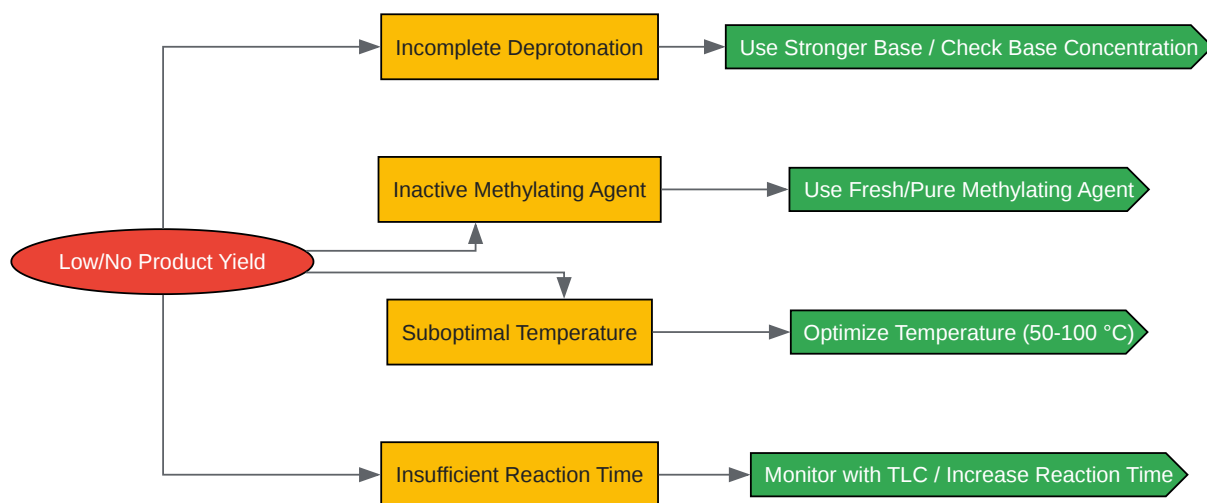 Incomplete Deprotonation
Use Stronger Base / Check Base Concentration
Inactive Methylating Agent
Use Fresh/Pure Methylating Agent
Low/No Product Yield
Suboptimal Temperature
Optimize Temperature (50-100 °C)
Insufficient Reaction Time
Monitor with TLC / Increase Reaction Time